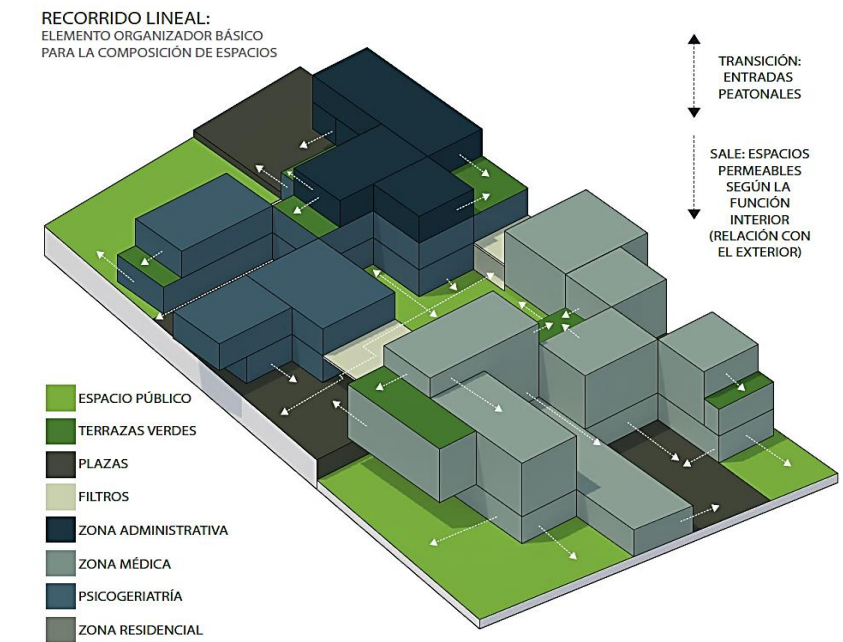 RECORRIDO LINEAL:
ELEMENTO ORGANIZADOR BÁSICO
PARA LA COMPOSICIÓN DE ESPACIOS
TRANSICIÓN:
ENTRADAS
PEATONALES
SALE: ESPACIOS
PERMEABLES
SEGÚN LA
FUNCIÓN
INTERIOR
(RELACIÓN CON
EL EXTERIOR)
ESPACIO PÚBLICO
TERRAZAS VERDES
PLAZAS
FILTROS
ZONA ADMINISTRATIVA
ZONA MÉDICA
PSICOGERIATRÍA
ZONA RESIDENCIAL